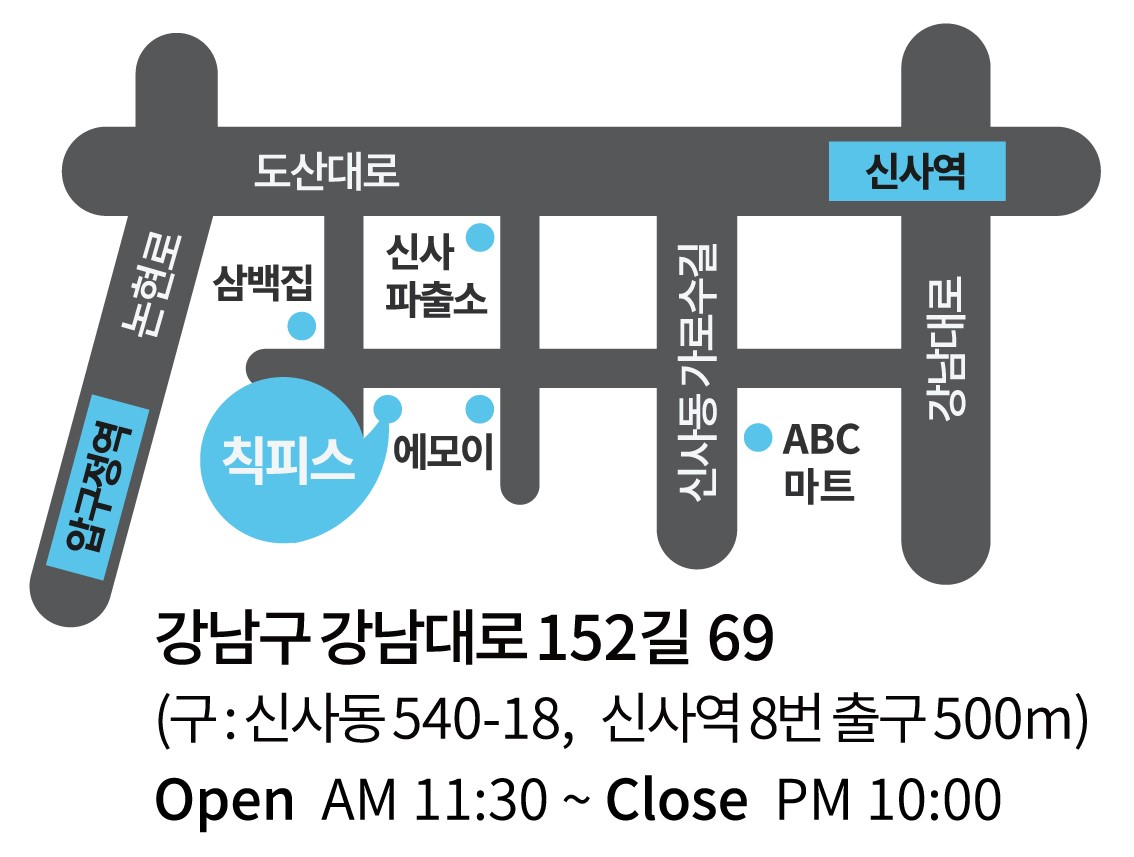 도산대로
신사역
논현로
삼백집
신사
파출소
신사동 가로수길
강남대로
압구정역
칙피스
에모이
ABC
마트
강남구 강남대로 152길 69
(구 : 신사동 540-18, 신사역 8번 출구 500m)
Open AM 11:30 ~ Close PM 10:00